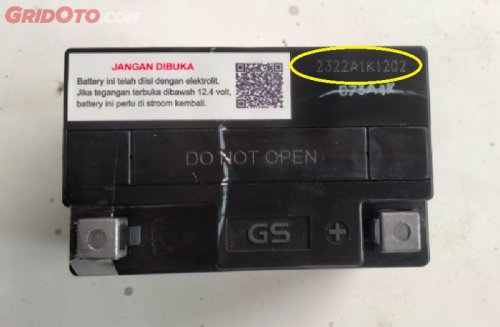 GRIDOTO.COM
JANGAN DIBUKA
Battery ini telah diisi dengan elektrolit.
Jika tegangan terbuka dibawah 12.4 volt,
battery ini perlu di stroom kembali.
2322A1K1202
DO NOT OPEN
GS +